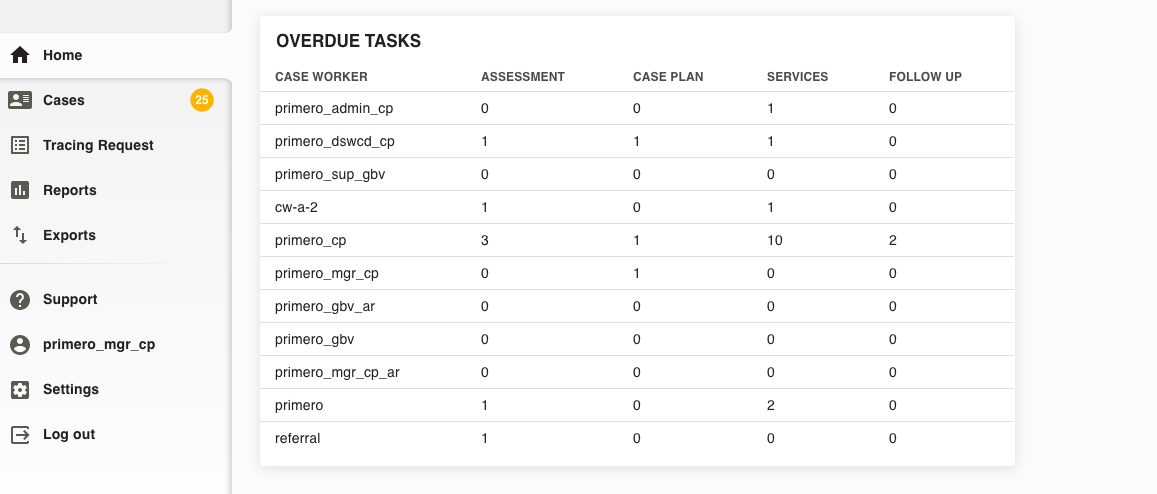 Home
Cases 25
Tracing Request
Reports
Exports
Support
primero_mgr_cp
Settings
Log out
OVERDUE TASKS
CASE WORKER ASSESSMENT CASE PLAN SERVICES FOLLOW UP
primero_admin_cp 0 0 1 0
primero_dswcd_cp 1 1 1 0
primero_sup_gbv 0 0 0 0
cw-a-2 1 0 1 0
primero_cp 3 1 10 2
primero_mgr_cp 0 1 0 0
primero_gbv_ar 0 0 0 0
primero_gbv 0 0 0 0
primero_mgr_cp_ar 0 0 0 0
primero 1 0 2 0
referral 1 0 0 0